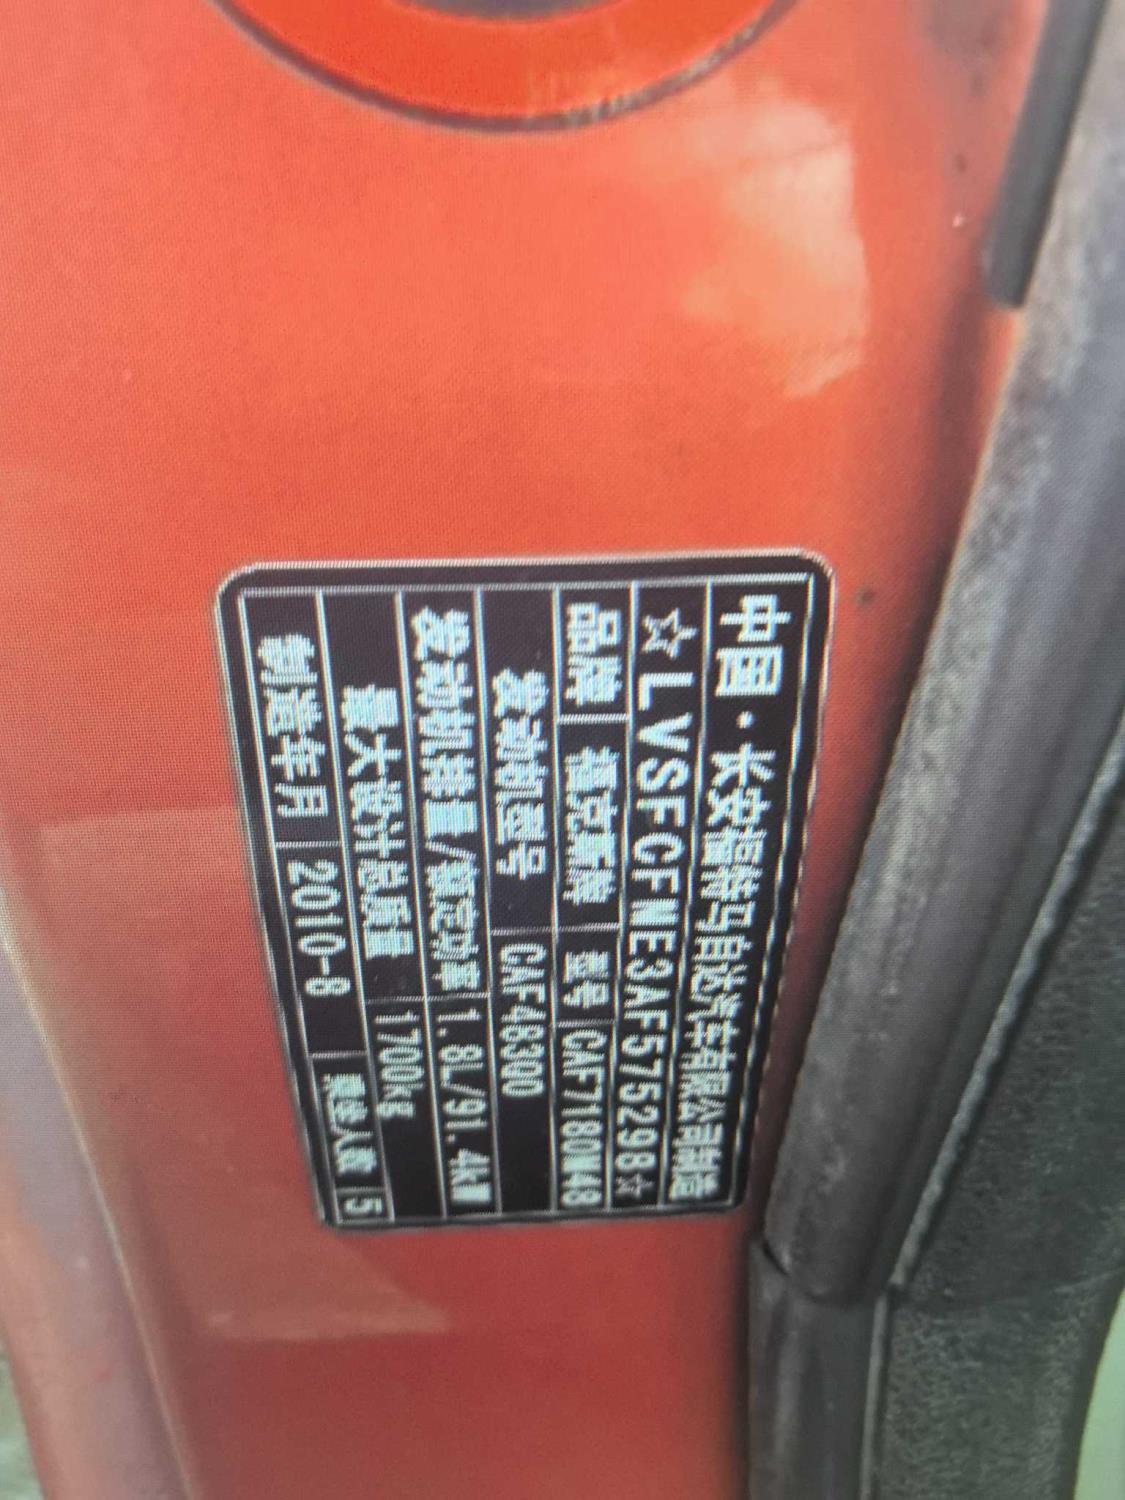 中国·长安福特马自达汽车有限公司制造
☆LVSFCFME3AF575298☆
品牌 福克斯牌 型号 CAF7180M48
发动机型号 CAF483Q0
发动机排量/额定功率 1.8L/91.4kW
最大设计总质量 1700kg
制造年月 2010-8 乘坐人数 5